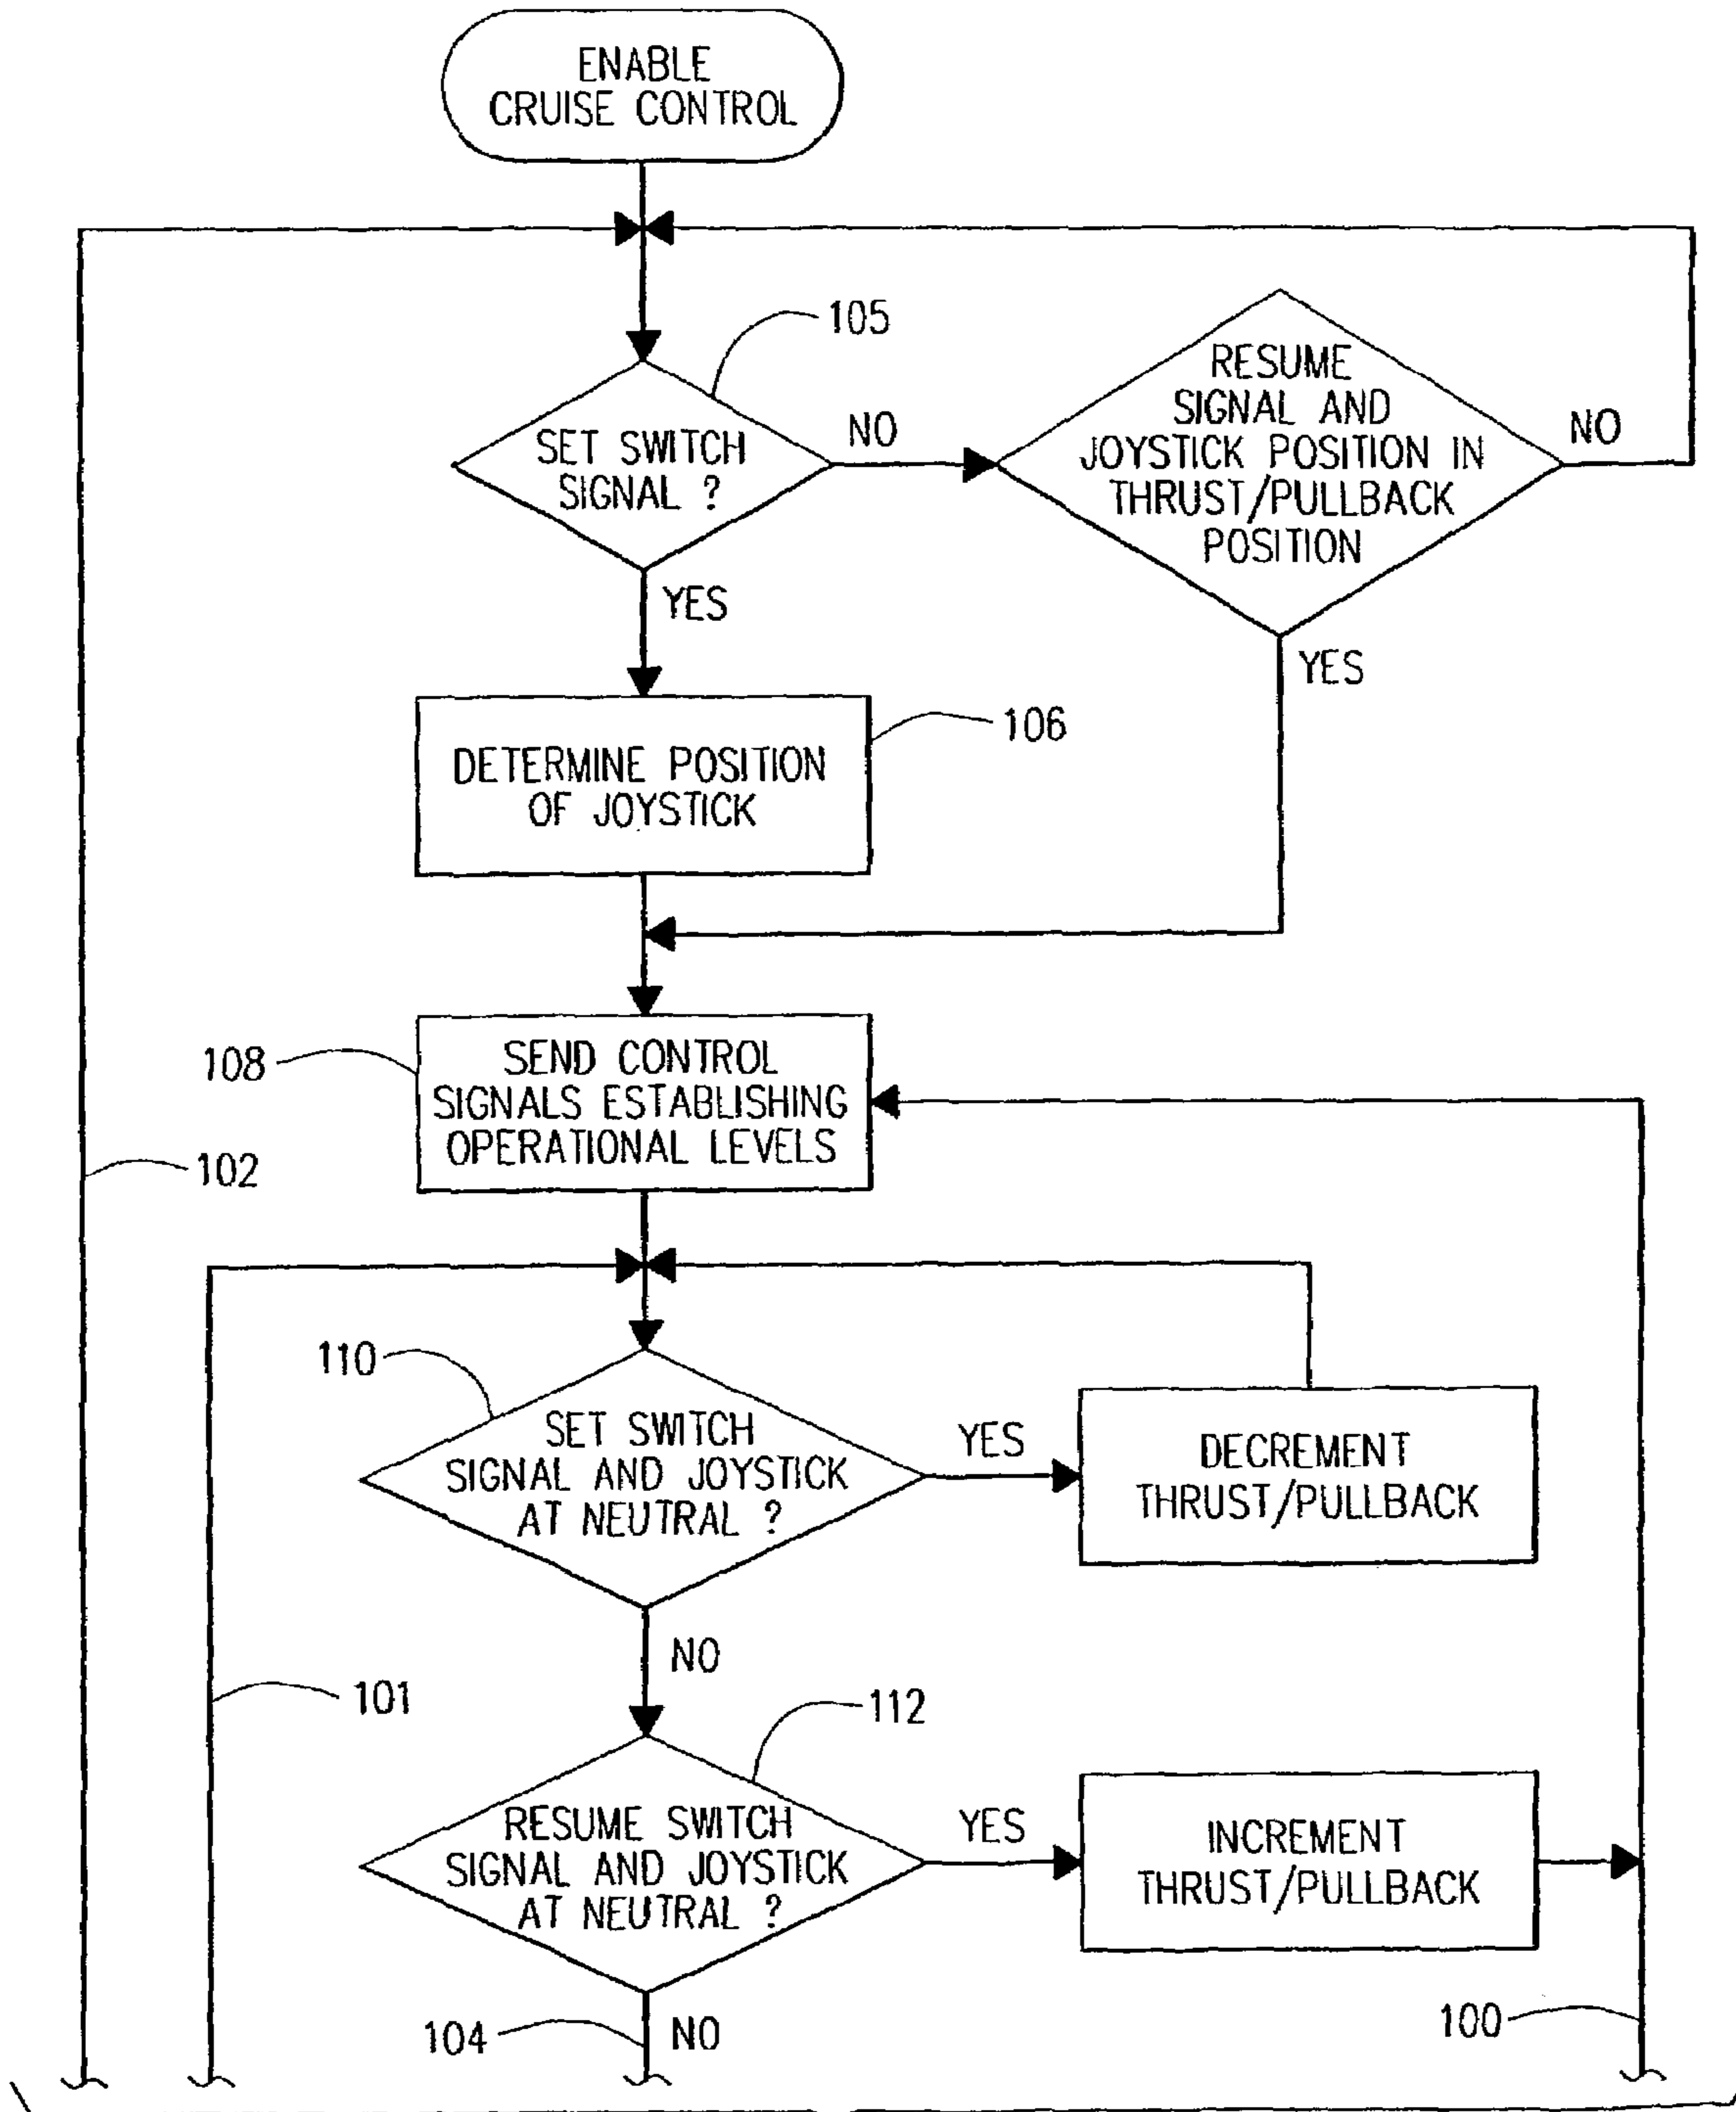 ENABLE
CRUISE CONTROL
105
SET SWITCH
SIGNAL ?
NO
RESUME
SIGNAL AND
JOYSTICK POSITION IN
THRUST/PULLBACK
POSITION
NO
YES
YES
DETERMINE POSITION
OF JOYSTICK
106
108
SEND CONTROL
SIGNALS ESTABLISHING
OPERATIONAL LEVELS
102
110
SET SWITCH
SIGNAL AND JOYSTICK
AT NEUTRAL ?
YES
DECREMENT
THRUST/PULLBACK
NO
101
112
RESUME SWITCH
SIGNAL AND JOYSTICK
AT NEUTRAL ?
YES
INCREMENT
THRUST/PULLBACK
104
NO
100